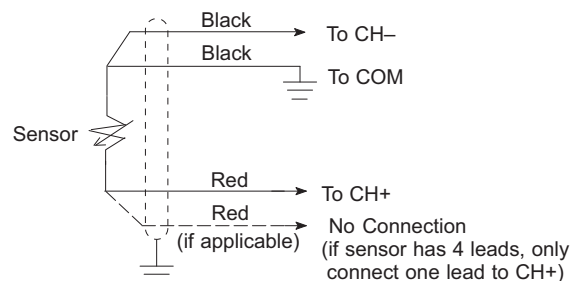 Black
To CH–
Black
To COM
Sensor
Red
To CH+
Red
(if applicable)
No Connection
(if sensor has 4 leads, only
connect one lead to CH+)